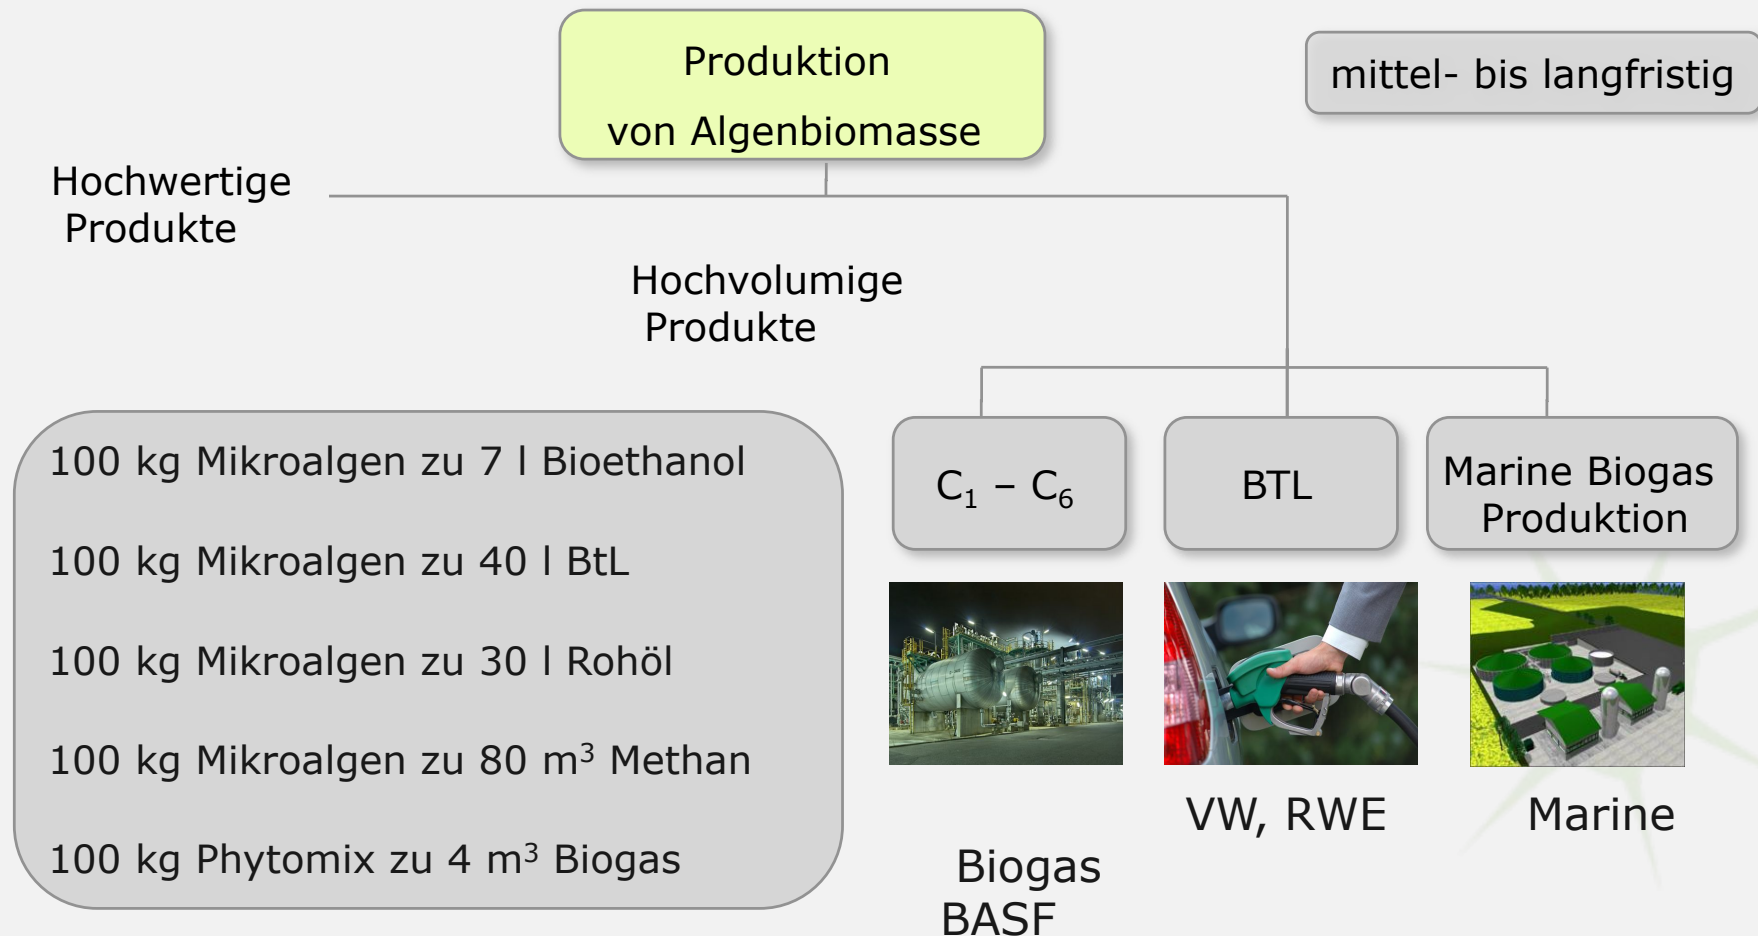 Produktion
von Algenbiomasse
mittel- bis langfristig
Hochwertige
Produkte
Hochvolumige
Produkte
100 kg Mikroalgen zu 7 l Bioethanol
100 kg Mikroalgen zu 40 l BtL
100 kg Mikroalgen zu 30 l Rohöl
100 kg Mikroalgen zu 80 m³ Methan
100 kg Phytomix zu 4 m³ Biogas
C₁ – C₆
BTL
Marine Biogas
Produktion
Biogas
BASF
VW, RWE
Marine